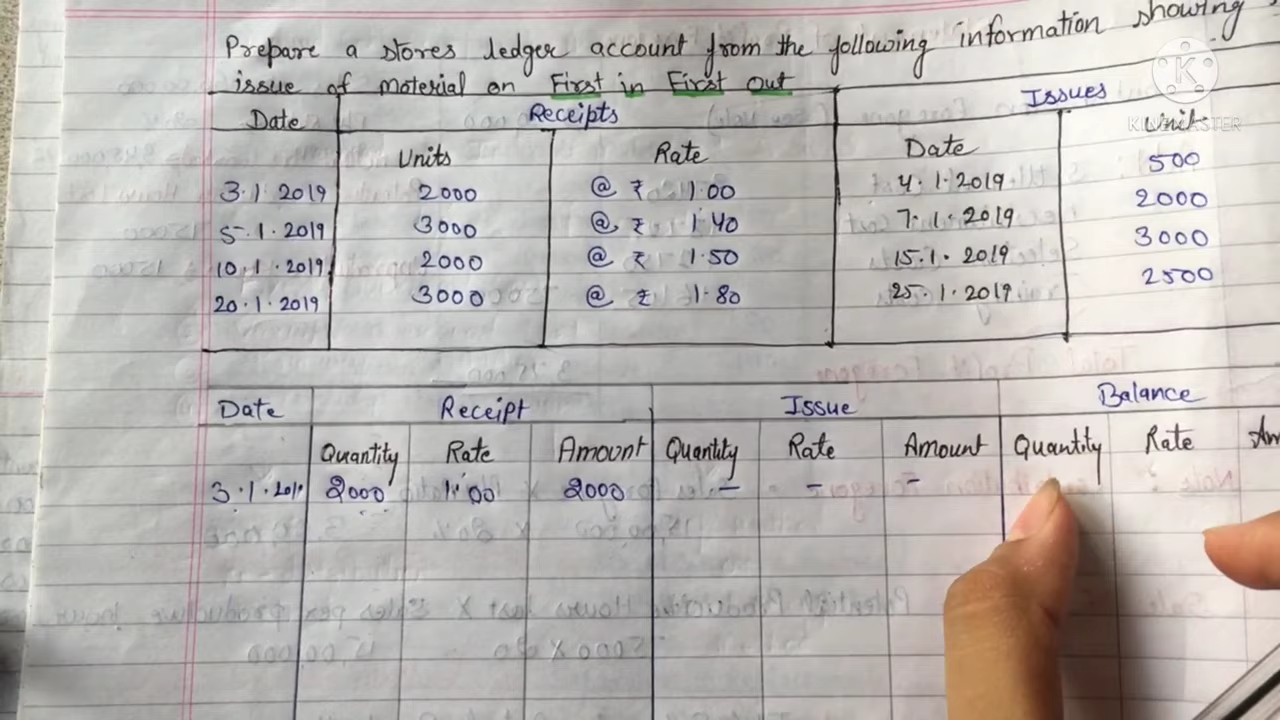 Prepare a stores ledger account from the following information showing
issue of material on First in First Out
Date Receipts Issues
Units Rate Date Units
3.1.2019 2000 @ ₹ 1.00 4.1.2019 500
5.1.2019 3000 @ ₹ 1.40 7.1.2019 2000
10.1.2019 2000 @ ₹ 1.50 15.1.2019 3000
20.1.2019 3000 @ ₹ 1.80 25.1.2019 2500
KINEMASTER
Date Receipt Issue Balance
Quantity Rate Amount Quantity Rate Amount Quantity Rate Am
3.1.2019 2000 1.00 2000 - - -